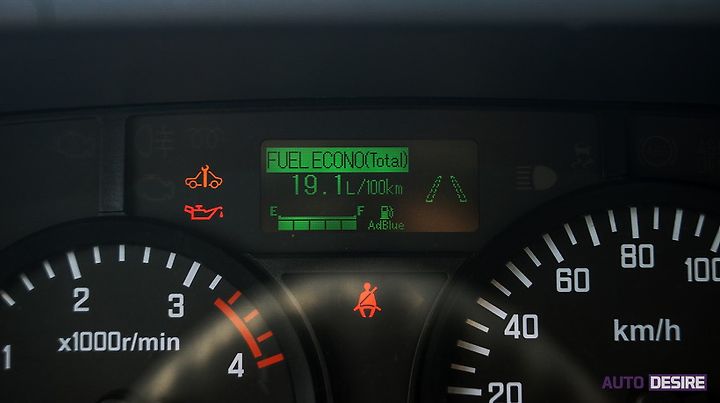 FUEL ECONO(Total)
19.1 L/100km
E F
AdBlue
1 2 3 4
x1000r/min
20 40 60 80 100
km/h
AUTO DESIRE